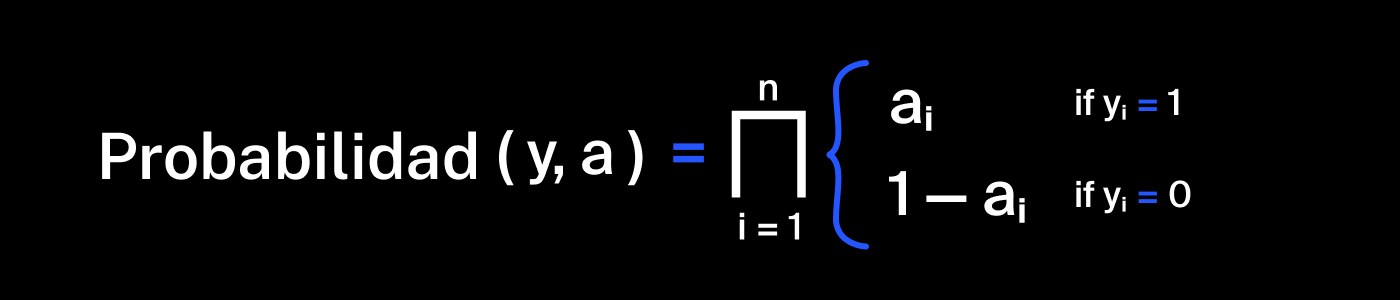 Probabilidad ( y, a ) = ∏ n i = 1
aᵢ if yᵢ = 1
1 – aᵢ if yᵢ = 0